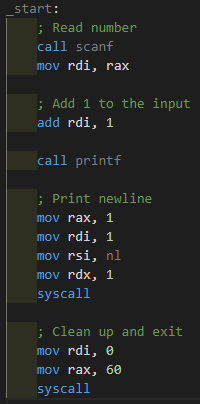 _start:
; Read number
call scanf
mov rdi, rax
; Add 1 to the input
add rdi, 1
call printf
; Print newline
mov rax, 1
mov rdi, 1
mov rsi, nl
mov rdx, 1
syscall
; Clean up and exit
mov rdi, 0
mov rax, 60
syscall